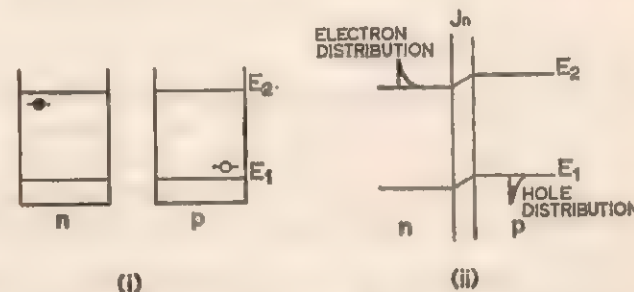 E2.
E1
n
p
(i)
Jn
ELECTRON
DISTRIBUTION
E2
E1
HOLE
DISTRIBUTION
n
p
(ii)